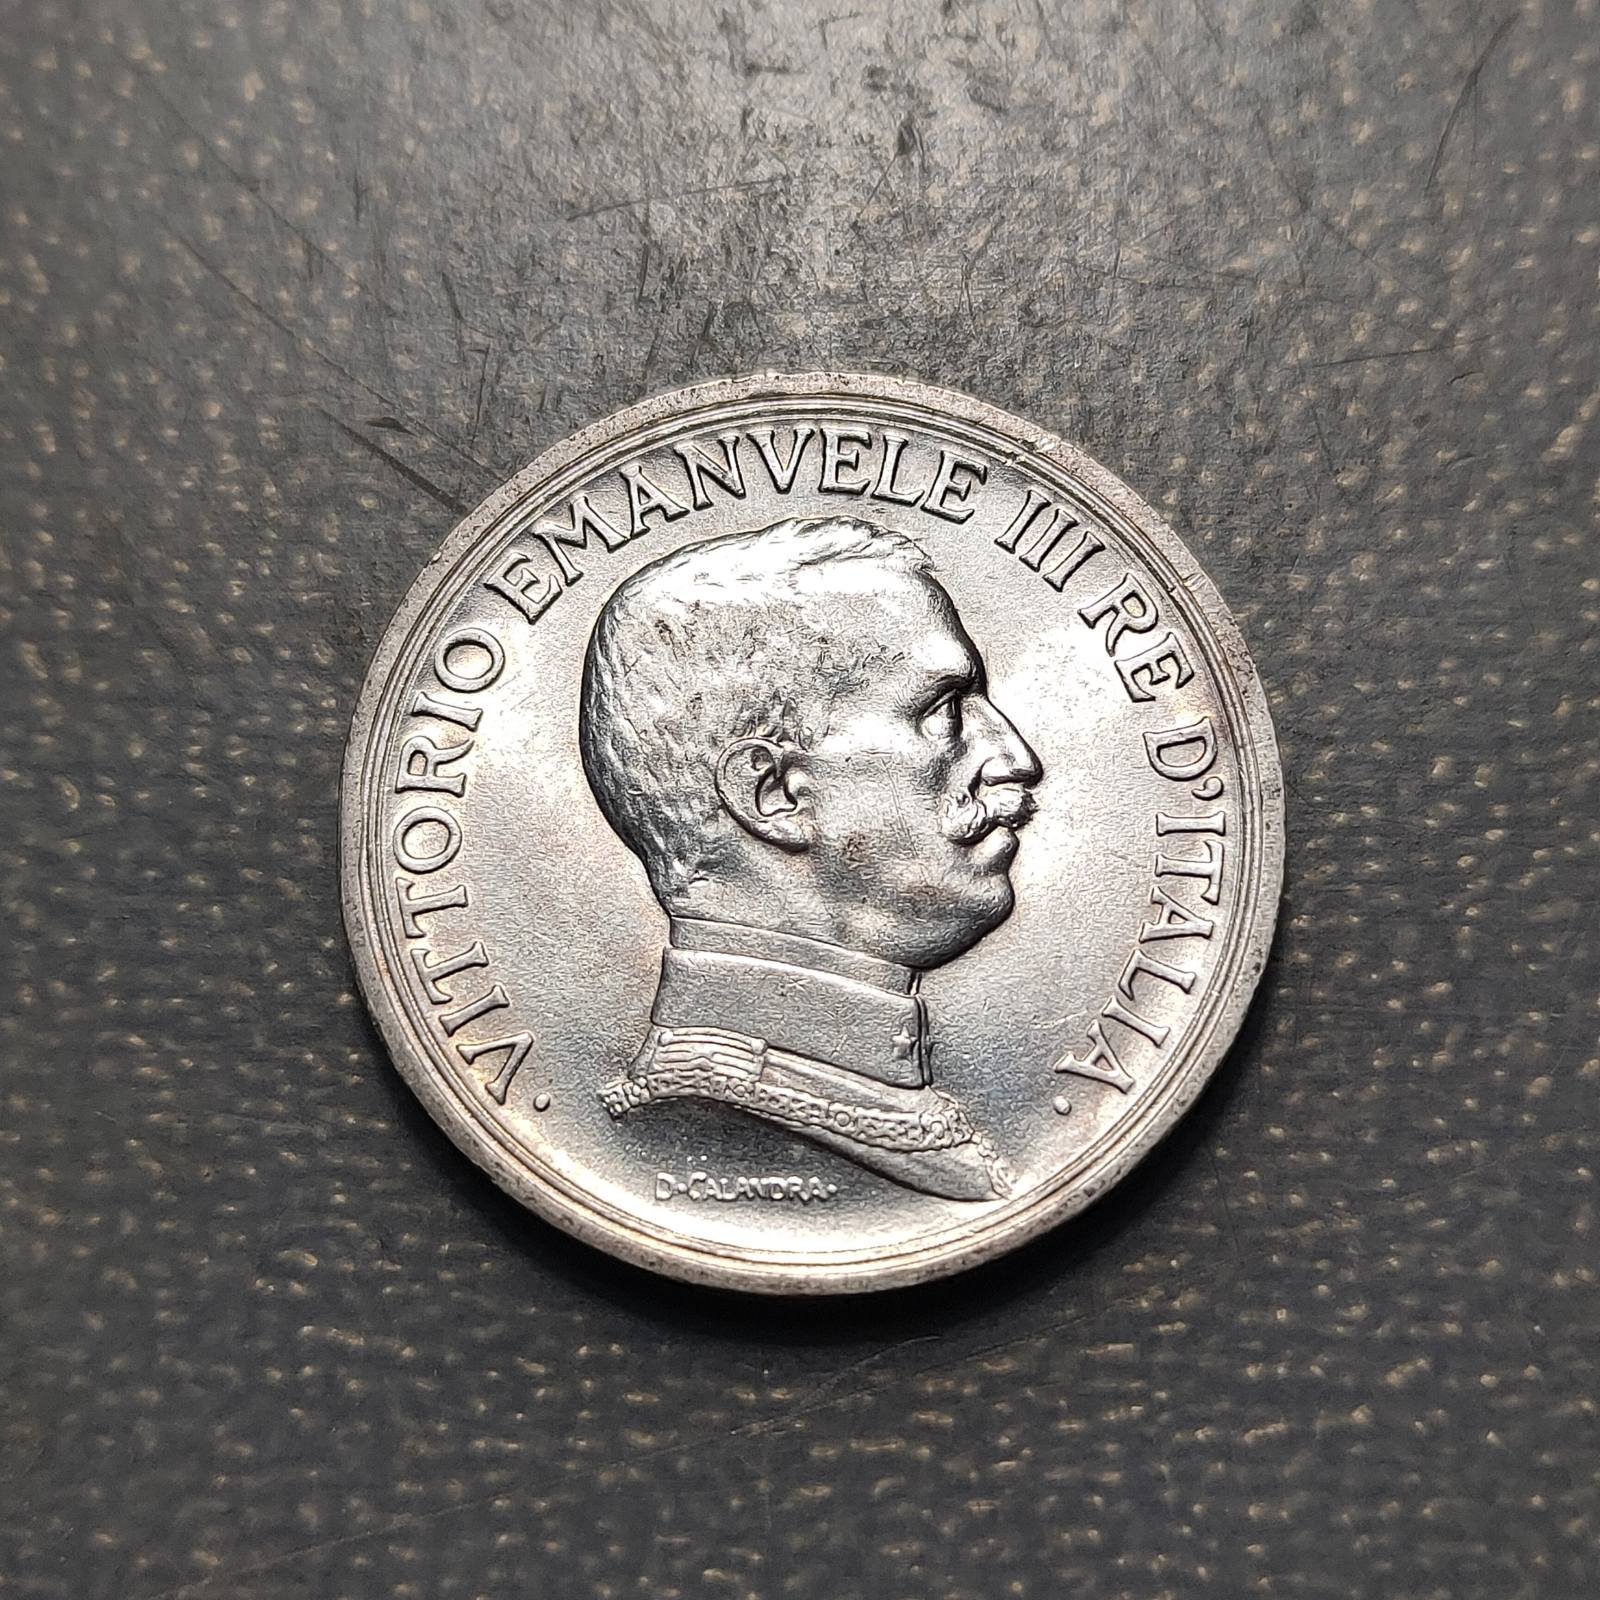 · VITTORIO EMANVELE III RE D'ITALIA ·
D·CALANDRA·